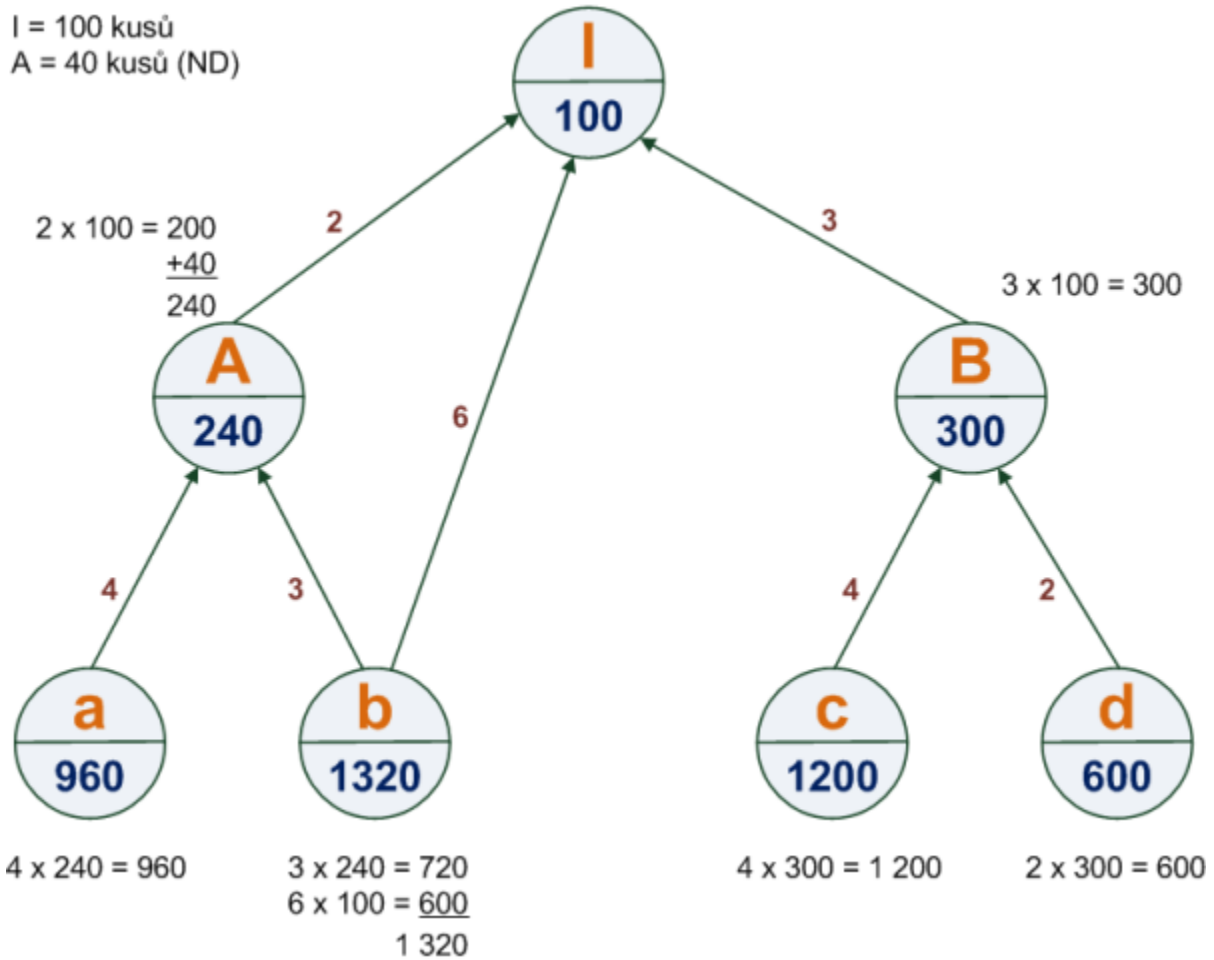 I = 100 kusů
A = 40 kusů (ND)
I
100
2 x 100 = 200
+40
240
2
3
3 x 100 = 300
A
240
6
B
300
4
3
4
2
a
960
b
1320
c
1200
d
600
4 x 240 = 960
3 x 240 = 720
6 x 100 = 600
1 320
4 x 300 = 1 200
2 x 300 = 600